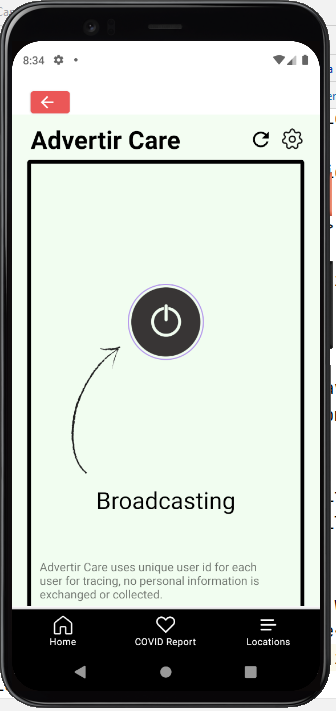 8:34
Advertir Care
Broadcasting
Advertir Care uses unique user id for each
user for tracing, no personal information is
exchanged or collected.
Home
COVID Report
Locations